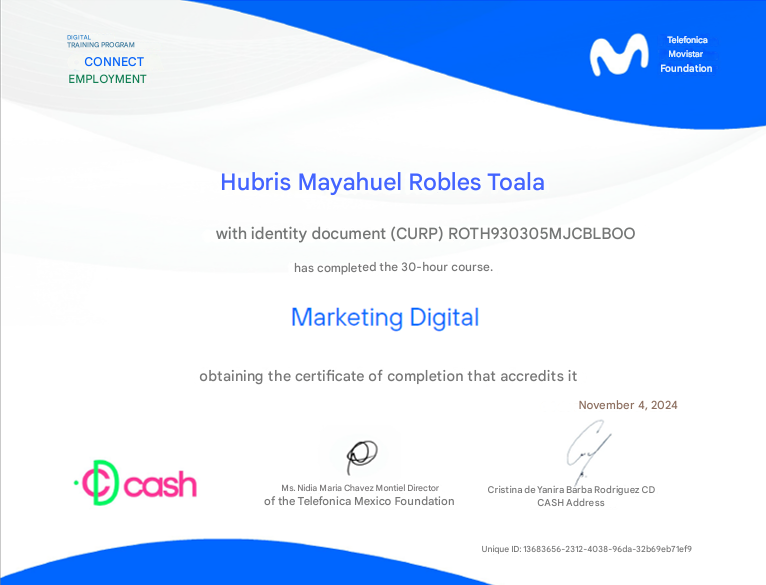 DIGITAL
TRAINING PROGRAM
CONNECT
EMPLOYMENT
Telefonica
Movistar
Foundation
Hubris Mayahuel Robles Toala
with identity document (CURP) ROTH930305MJCBLBOO
has completed the 30-hour course.
Marketing Digital
obtaining the certificate of completion that accredits it
November 4, 2024
cash
Ms. Nidia Maria Chavez Montiel Director
of the Telefonica Mexico Foundation
Cristina de Yanira Barba Rodriguez CD
CASH Address
Unique ID: 13683656-2312-4038-96da-32b69eb71ef9